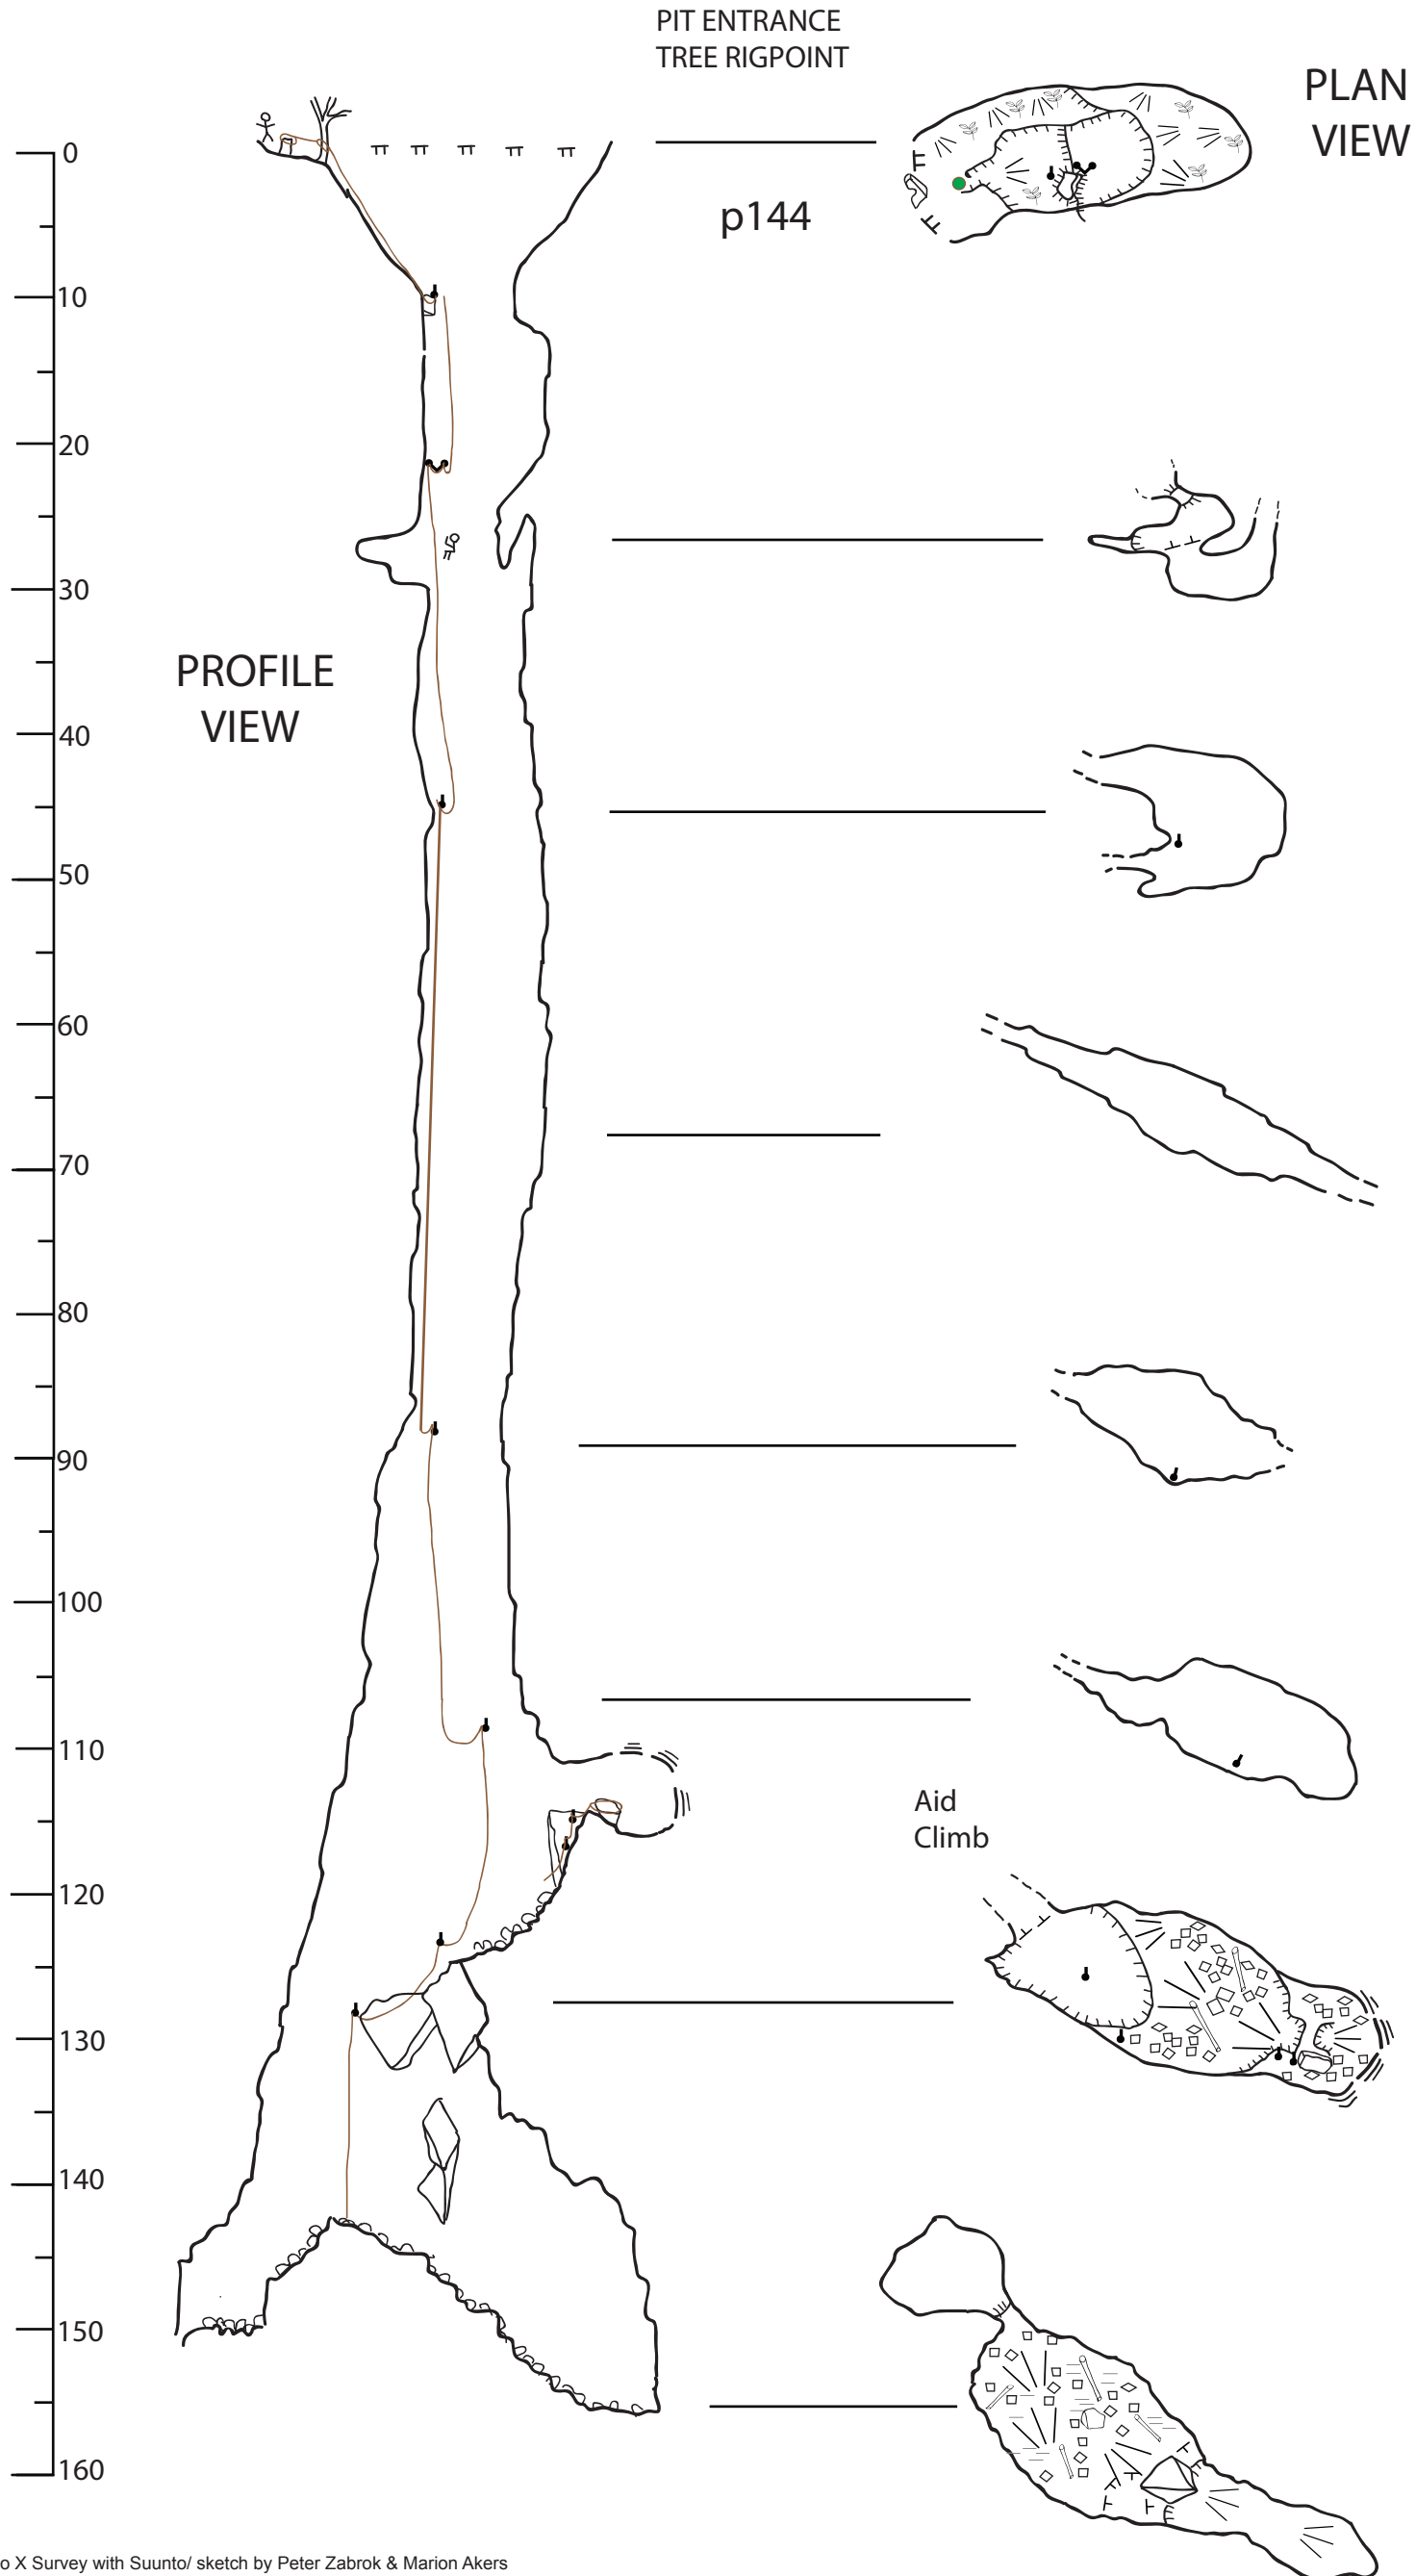 PIT ENTRANCE
TREE RIGPOINT
PLAN
VIEW
0
p144
10
20
30
PROFILE
VIEW
40
50
60
70
80
90
100
110
Aid
Climb
120
130
140
150
160
o X Survey with Suunto/ sketch by Peter Zabrok & Marion Akers